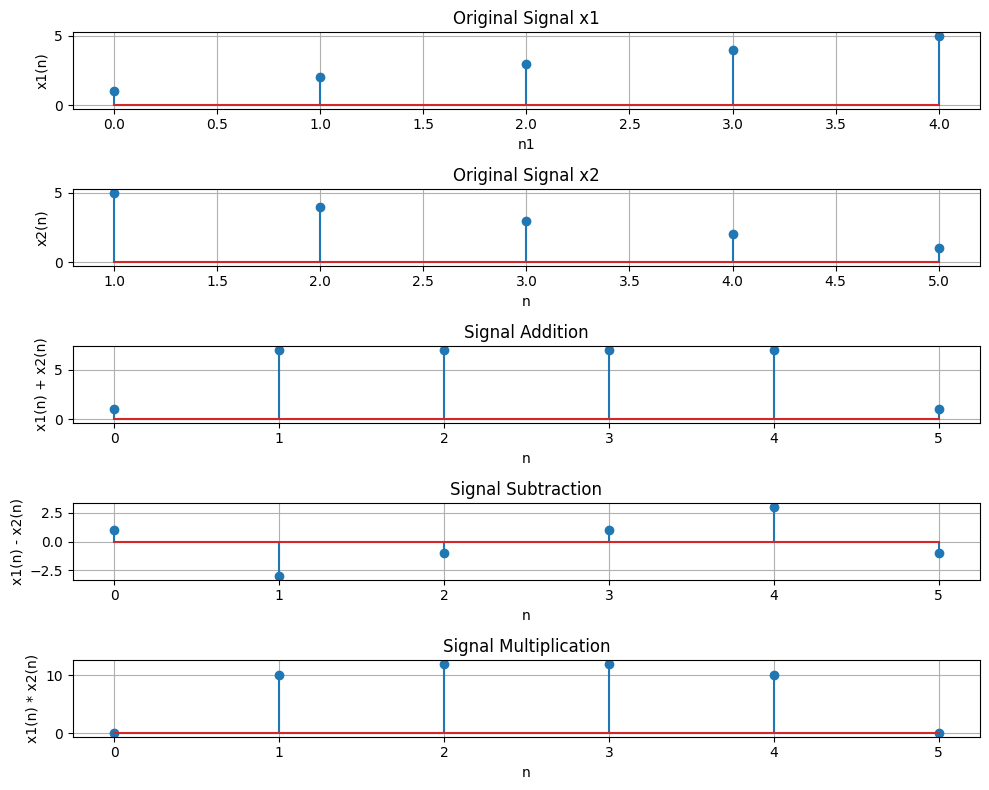 Original Signal x1
x1(n)
5
0
0.0 0.5 1.0 1.5 2.0 2.5 3.0 3.5 4.0
n1
Original Signal x2
x2(n)
5
0
1.0 1.5 2.0 2.5 3.0 3.5 4.0 4.5 5.0
n
Signal Addition
x1(n) + x2(n)
5
0
0 1 2 3 4 5
n
Signal Subtraction
x1(n) - x2(n)
2.5
0.0
−2.5
0 1 2 3 4 5
n
Signal Multiplication
x1(n) * x2(n)
10
0
0 1 2 3 4 5
n